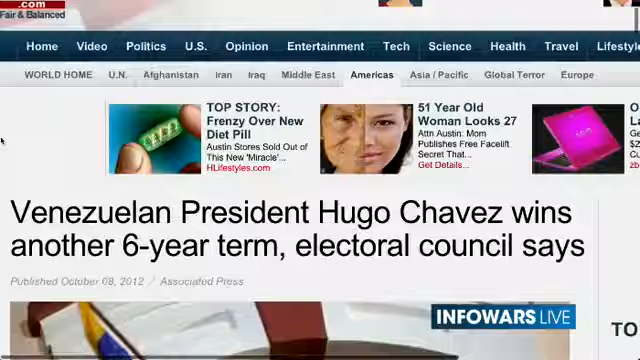 .com
Fair & Balanced
Home Video Politics U.S. Opinion Entertainment Tech Science Health Travel Lifesty
WORLD HOME U.N. Afghanistan Iran Iraq Middle East Americas Asia / Pacific Global Terror Europe
TOP STORY:
Frenzy Over New
Diet Pill
Austin Stores Sold Out of
This New 'Miracle'...
HLifestyles.com
51 Year Old
Woman Looks 27
Attn Austin: Mom
Publishes Free Facelift
Secret That...
Get Details...
Venezuelan President Hugo Chavez wins
another 6-year term, electoral council says
Published October 08, 2012 / Associated Press
INFOWARS LIVE
TO